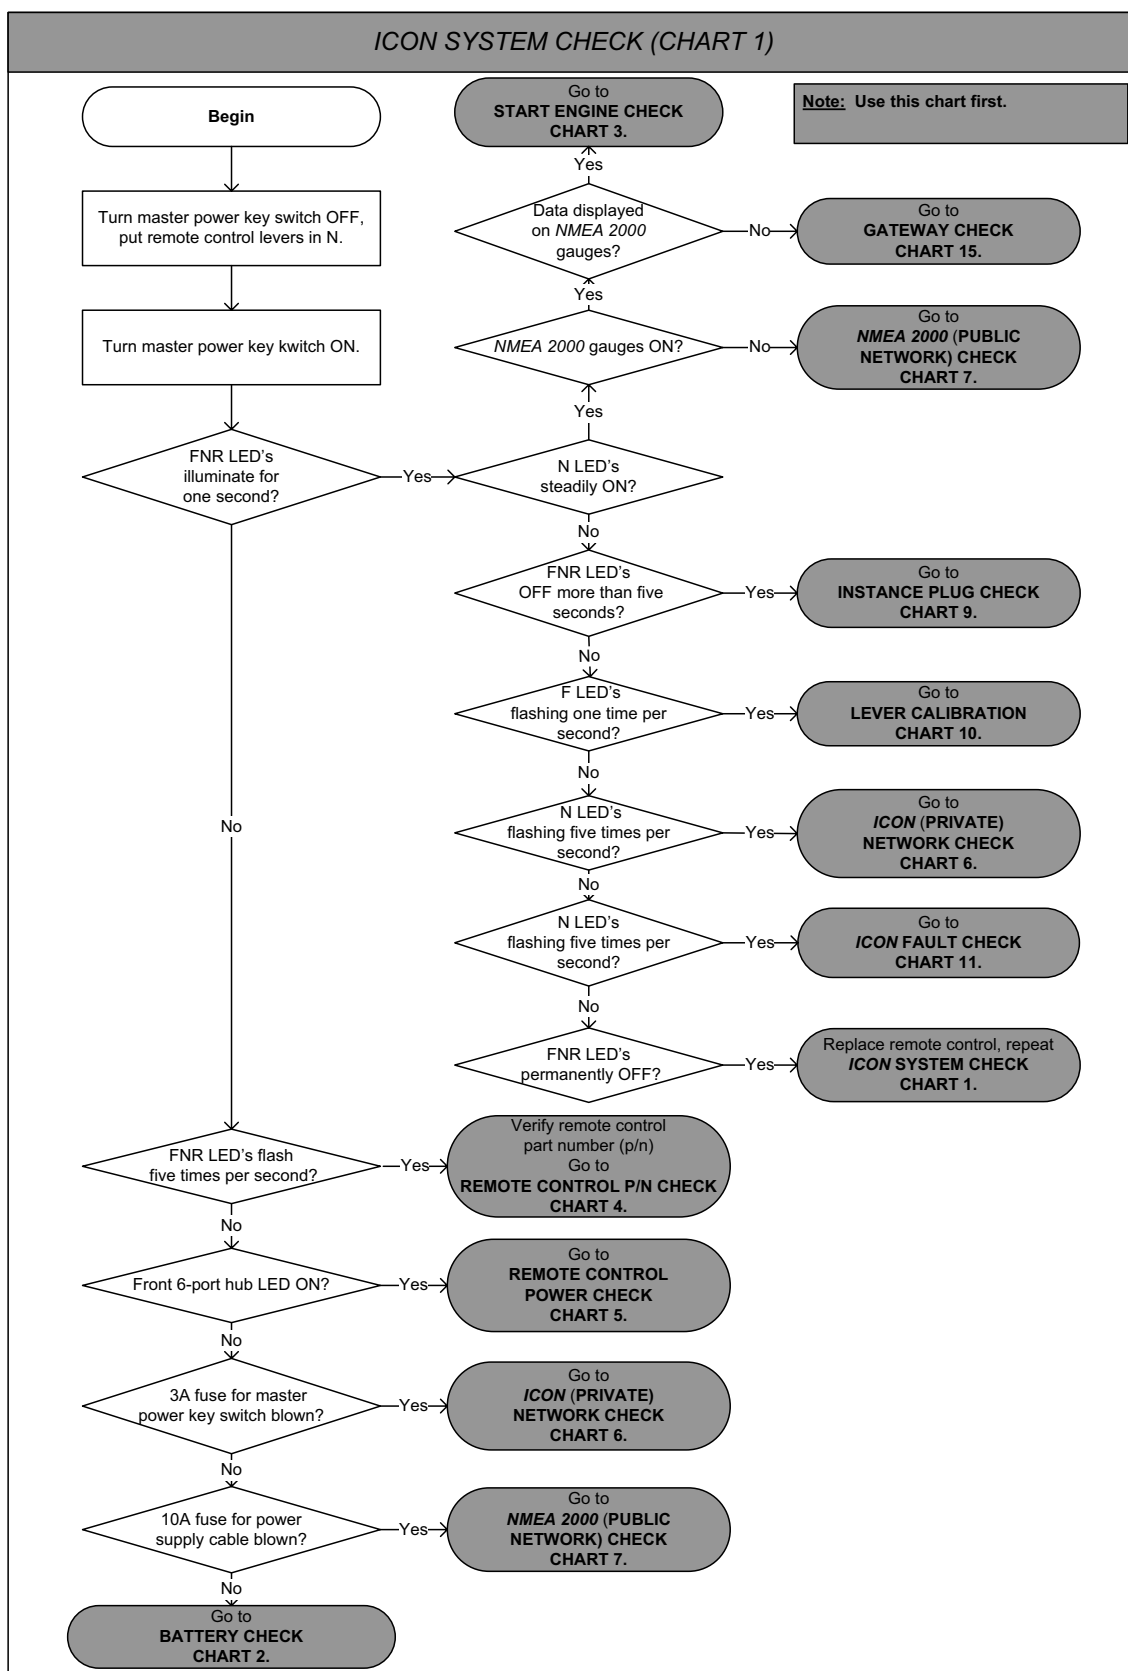 ICON SYSTEM CHECK (CHART 1)
Begin
Go to
START ENGINE CHECK
CHART 3.
Note: Use this chart first.
Yes
Turn master power key switch OFF,
put remote control levers in N.
Data displayed
on NMEA 2000
gauges?
No
Go to
GATEWAY CHECK
CHART 15.
Yes
Turn master power key kwitch ON.
NMEA 2000 gauges ON?
No
Go to
NMEA 2000 (PUBLIC
NETWORK) CHECK
CHART 7.
Yes
FNR LED's
illuminate for
one second?
Yes
N LED's
steadily ON?
No
FNR LED's
OFF more than five
seconds?
Yes
Go to
INSTANCE PLUG CHECK
CHART 9.
No
F LED's
flashing one time per
second?
Yes
Go to
LEVER CALIBRATION
CHART 10.
No
No
N LED's
flashing five times per
second?
Yes
Go to
ICON (PRIVATE)
NETWORK CHECK
CHART 6.
No
N LED's
flashing five times per
second?
Yes
Go to
ICON FAULT CHECK
CHART 11.
No
FNR LED's
permanently OFF?
Yes
Replace remote control, repeat
ICON SYSTEM CHECK
CHART 1.
FNR LED's flash
five times per second?
Yes
Verify remote control
part number (p/n)
Go to
REMOTE CONTROL P/N CHECK
CHART 4.
No
Front 6-port hub LED ON?
Yes
Go to
REMOTE CONTROL
POWER CHECK
CHART 5.
No
3A fuse for master
power key switch blown?
Yes
Go to
ICON (PRIVATE)
NETWORK CHECK
CHART 6.
No
10A fuse for power
supply cable blown?
Yes
Go to
NMEA 2000 (PUBLIC
NETWORK) CHECK
CHART 7.
No
Go to
BATTERY CHECK
CHART 2.